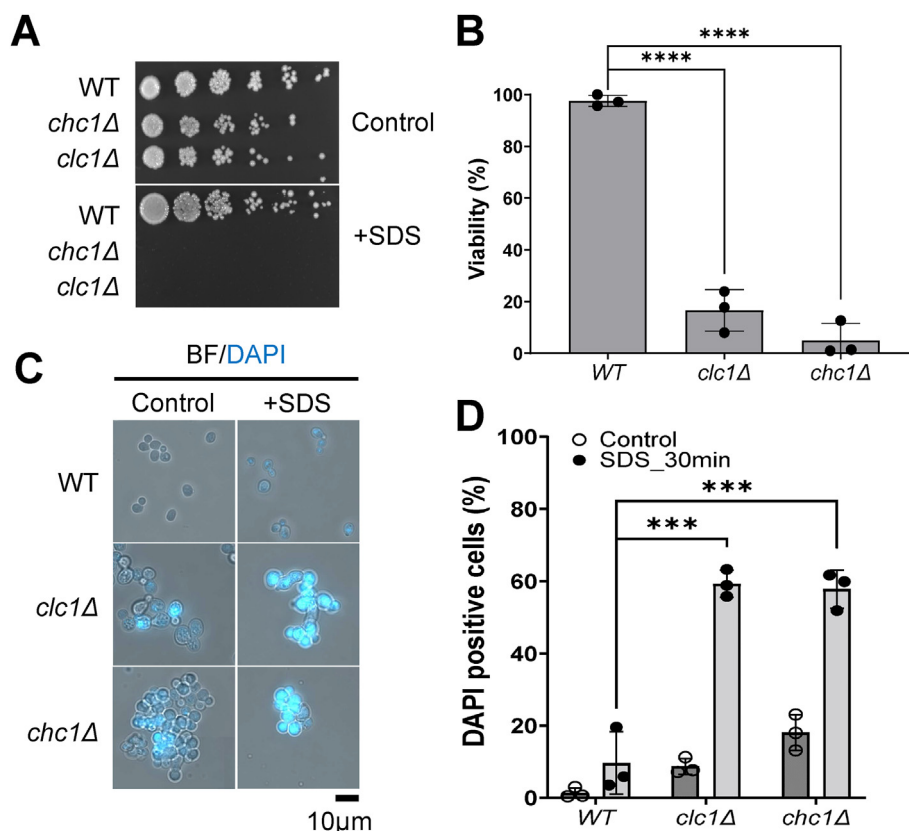 A
WT
chc1Δ
clc1Δ
Control
WT
chc1Δ
clc1Δ
+SDS
B
****
****
Viability (%)
100
80
60
40
20
0
WT
clc1Δ
chc1Δ
C
BF/DAPI
Control
+SDS
WT
clc1Δ
chc1Δ
10μm
D
Control
SDS_30min
***
***
DAPI positive cells (%)
100
80
60
40
20
0
WT
clc1Δ
chc1Δ